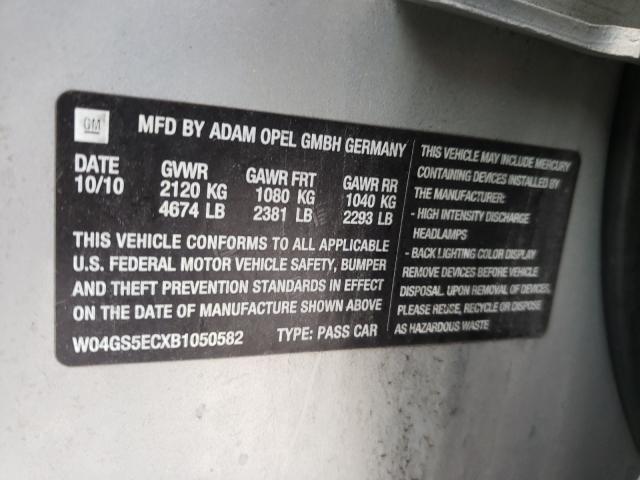 GM
MFD BY ADAM OPEL GMBH GERMANY
DATE GVWR GAWR FRT GAWR RR
10/10 2120 KG 1080 KG 1040 KG
4674 LB 2381 LB 2293 LB
THIS VEHICLE CONFORMS TO ALL APPLICABLE
U.S. FEDERAL MOTOR VEHICLE SAFETY, BUMPER
AND THEFT PREVENTION STANDARDS IN EFFECT
ON THE DATE OF MANUFACTURE SHOWN ABOVE
W04GS5ECXB1050582 TYPE: PASS CAR
THIS VEHICLE MAY INCLUDE MERCURY
CONTAINING DEVICES INSTALLED BY
THE MANUFACTURER:
- HIGH INTENSITY DISCHARGE
HEADLAMPS
- BACK LIGHTING COLOR DISPLAY
REMOVE DEVICES BEFORE VEHICLE
DISPOSAL. UPON REMOVAL OF DEVICES,
PLEASE REUSE, RECYCLE OR DISPOSE
AS HAZARDOUS WASTE